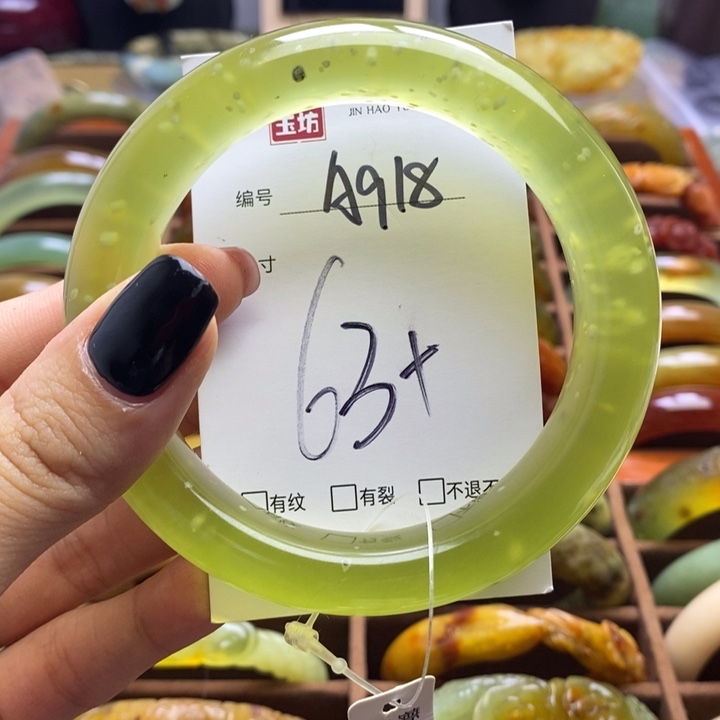 玉坊
JIN HAO
编号 A918
寸
63+
有纹 有裂 不退